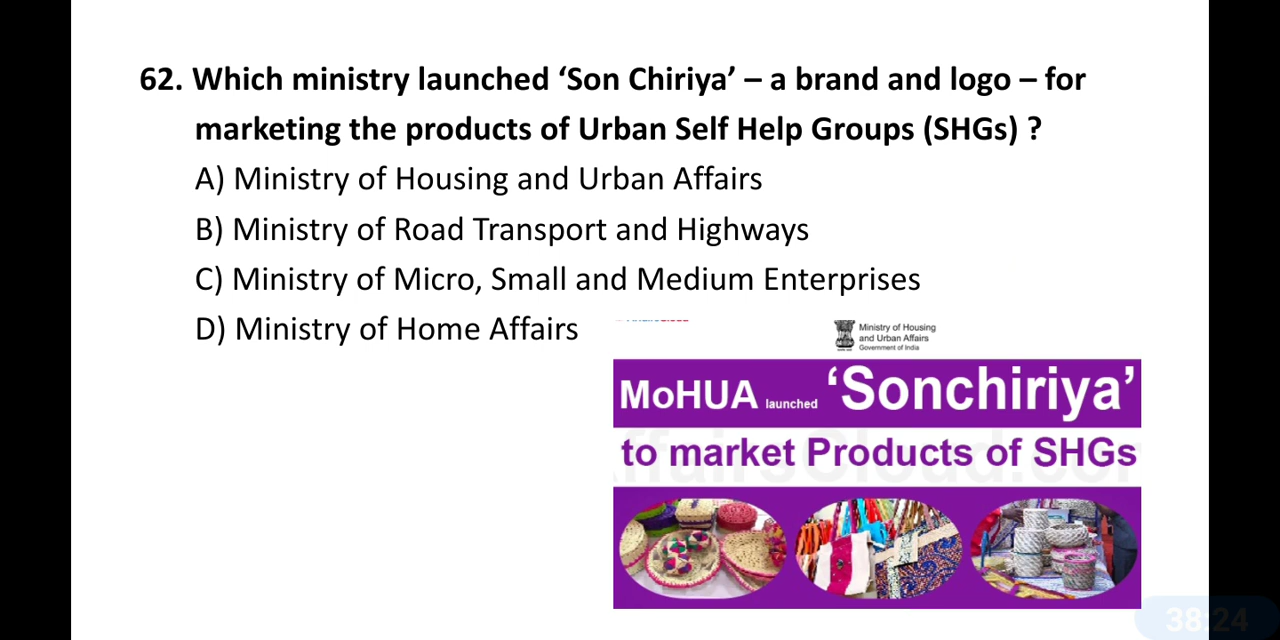 62. Which ministry launched ‘Son Chiriya’ – a brand and logo – for
marketing the products of Urban Self Help Groups (SHGs) ?
A) Ministry of Housing and Urban Affairs
B) Ministry of Road Transport and Highways
C) Ministry of Micro, Small and Medium Enterprises
D) Ministry of Home Affairs
Ministry of Housing
and Urban Affairs
Government of India
MoHUA launched ‘Sonchiriya’
to market Products of SHGs
38:24